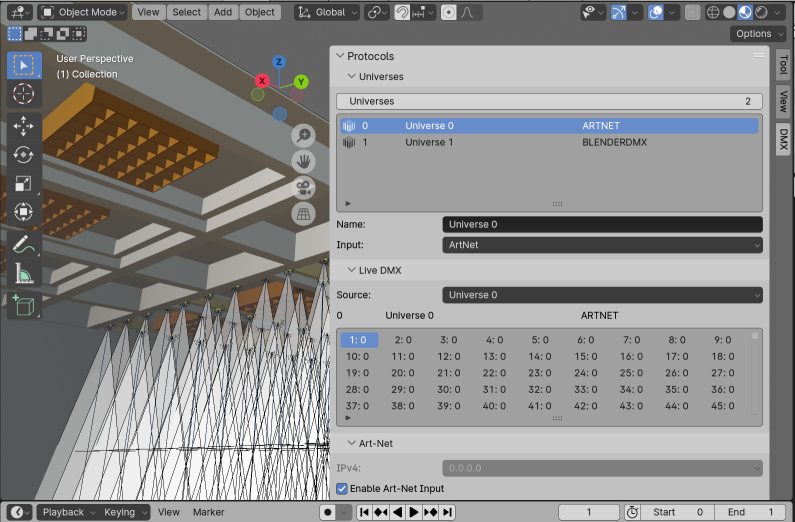 Object Mode View Select Add Object Global
Options
User Perspective
(1) Collection
Z
X
Y
Tool
View
DMX
Protocols
Universes
Universes 2
0 Universe 0 ARTNET
1 Universe 1 BLENDERDMX
Name: Universe 0
Input: ArtNet
Live DMX
Source: Universe 0
0 Universe 0 ARTNET
1: 0 2: 0 3: 0 4: 0 5: 0 6: 0 7: 0 8: 0 9: 0
10: 0 11: 0 12: 0 13: 0 14: 0 15: 0 16: 0 17: 0 18: 0
19: 0 20: 0 21: 0 22: 0 23: 0 24: 0 25: 0 26: 0 27: 0
28: 0 29: 0 30: 0 31: 0 32: 0 33: 0 34: 0 35: 0 36: 0
37: 0 38: 0 39: 0 40: 0 41: 0 42: 0 43: 0 44: 0 45: 0
Art-Net
IPv4: 0.0.0.0
Enable Art-Net Input
Playback Keying View Marker 1 Start 0 End 1